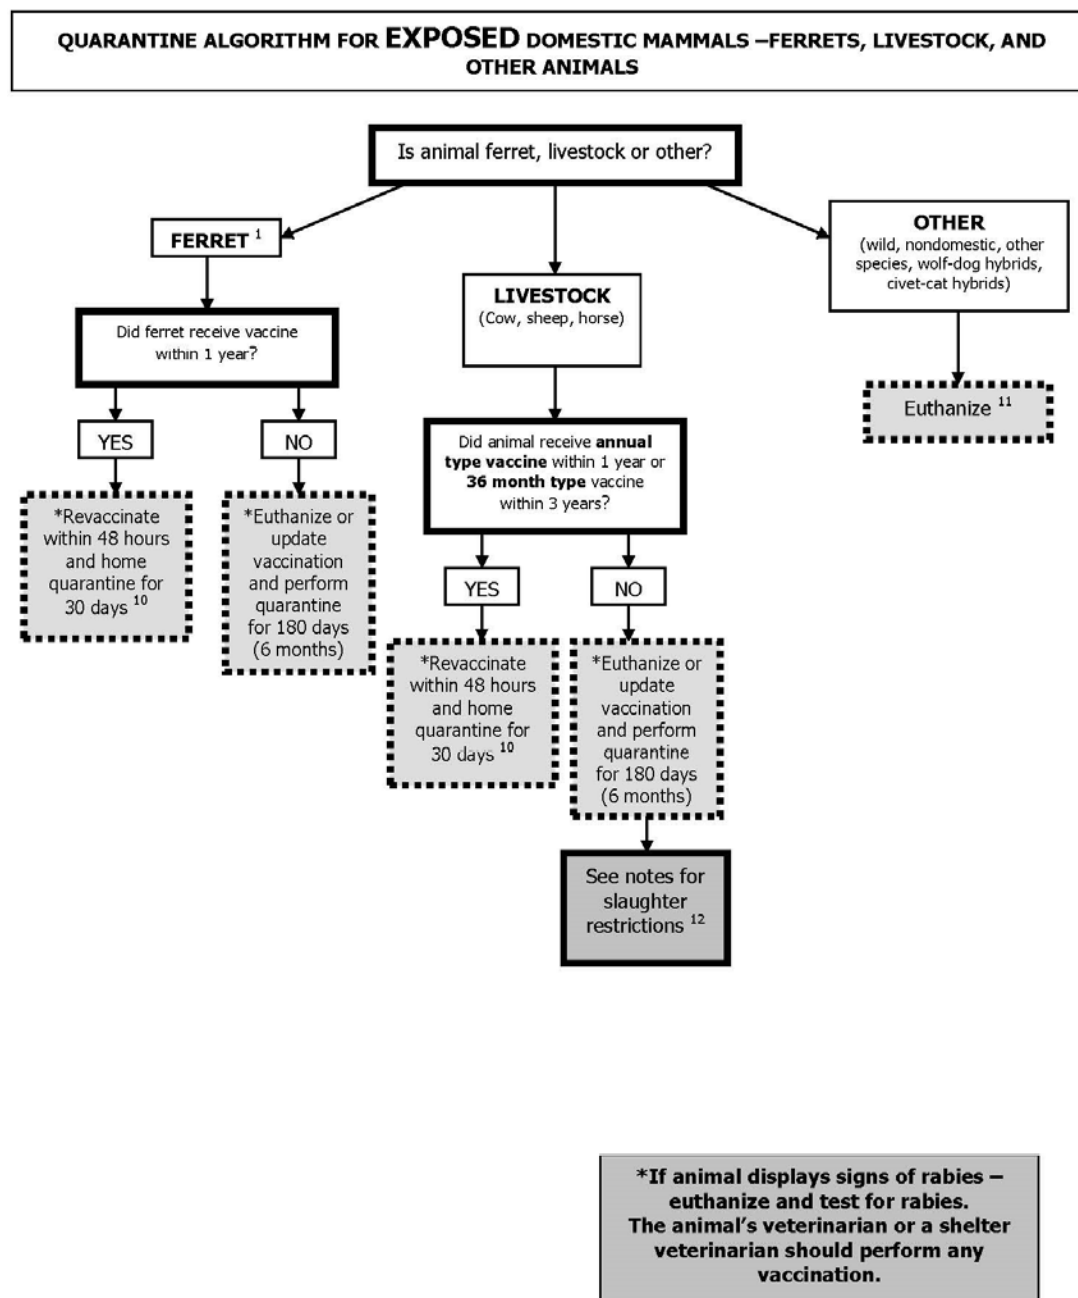 QUARANTINE ALGORITHM FOR EXPOSED DOMESTIC MAMMALS –FERRETS, LIVESTOCK, AND
OTHER ANIMALS
Is animal ferret, livestock or other?
FERRET 1
Did ferret receive vaccine
within 1 year?
YES
*Revaccinate
within 48 hours
and home
quarantine for
30 days 10
NO
*Euthanize or
update
vaccination
and perform
quarantine
for 180 days
(6 months)
LIVESTOCK
(Cow, sheep, horse)
Did animal receive annual
type vaccine within 1 year or
36 month type vaccine
within 3 years?
YES
*Revaccinate
within 48 hours
and home
quarantine for
30 days 10
NO
*Euthanize or
update
vaccination
and perform
quarantine
for 180 days
(6 months)
See notes for
slaughter
restrictions 12
OTHER
(wild, nondomestic, other
species, wolf-dog hybrids,
civet-cat hybrids)
Euthanize 11
*If animal displays signs of rabies –
euthanize and test for rabies.
The animal's veterinarian or a shelter
veterinarian should perform any
vaccination.